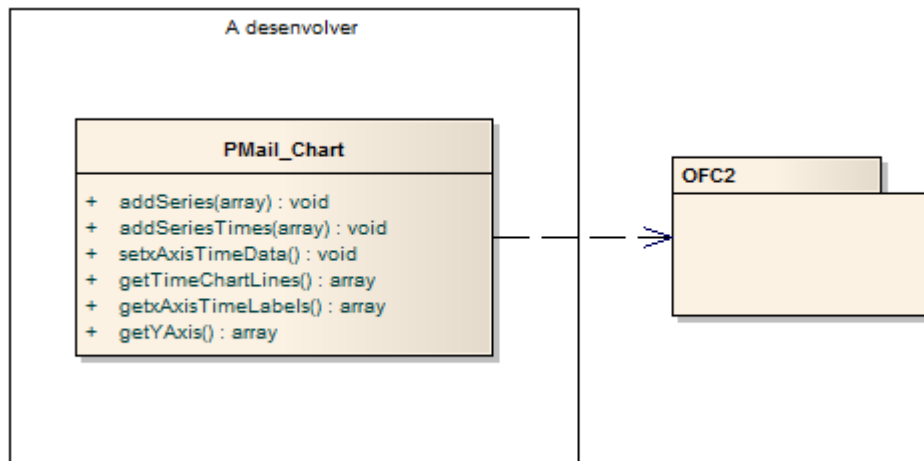 A desenvolver
PMail_Chart
+ addSeries(array) : void
+ addSeriesTimes(array) : void
+ setxAxisTimeData() : void
+ getTimeChartLines() : array
+ getxAxisTimeLabels() : array
+ getYAxis() : array
OFC2